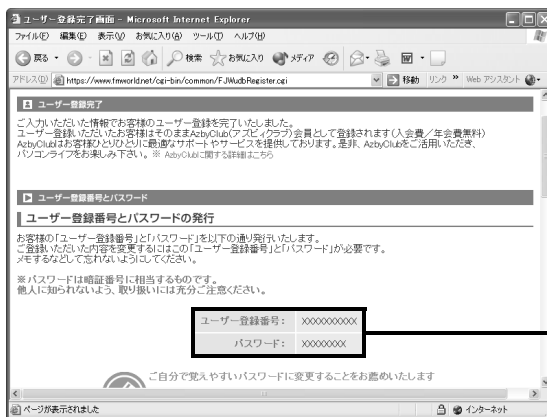 ユーザー登録完了画面 - Microsoft Internet Explorer
ファイル(F) 編集(E) 表示(V) お気に入り(A) ツール(T) ヘルプ(H)
戻る 検索 お気に入り メディア
アドレス(D) https://www.fmworld.net/cgi-bin/common/FJWudbRegister.cgi 移動 リンク » Web アシスタント
ユーザー登録完了
ご入力いただいた情報でお客様のユーザー登録を完了いたしました。
ユーザー登録いただいたお客様はそのままAzbyClub(アズビィクラブ)会員として登録されます(入会費/年会費無料)
AzbyClubはお客様ひとりひとりに最適なサポートやサービスを提供しております。是非、AzbyClubをご活用いただき、
パソコンライフをお楽しみ下さい。 ※ AzbyClubに関する詳細はこちら
ユーザー登録番号とパスワード
ユーザー登録番号とパスワードの発行
お客様の「ユーザー登録番号」と「パスワード」を以下の通り発行いたします。
ご登録いただいた内容を変更するにはこの「ユーザー登録番号」と「パスワード」が必要です。
メモするなどして忘れないようにしてください。
※パスワードは暗証番号に相当するものです。
他人に知られないよう、取り扱いには充分ご注意ください。
ユーザー登録番号: XXXXXXXXXX
パスワード: XXXXXXXX
ご自分で覚えやすいパスワードに変更することをお薦めいたします
ページが表示されました インターネット